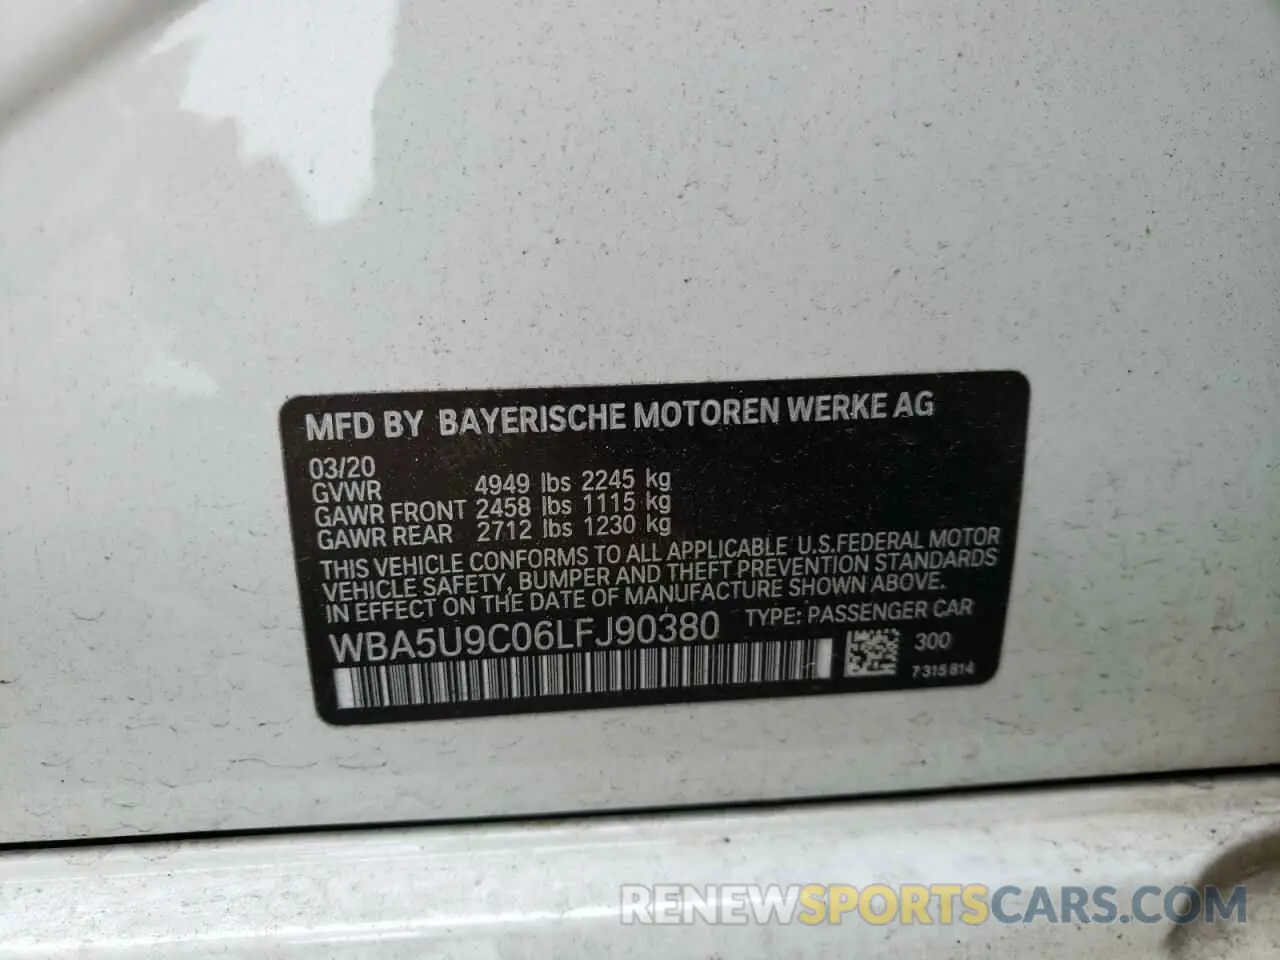 MFD BY BAYERISCHE MOTOREN WERKE AG
03/20
GVWR 4949 lbs 2245 kg
GAWR FRONT 2458 lbs 1115 kg
GAWR REAR 2712 lbs 1230 kg
THIS VEHICLE CONFORMS TO ALL APPLICABLE U.S.FEDERAL MOTOR
VEHICLE SAFETY, BUMPER AND THEFT PREVENTION STANDARDS
IN EFFECT ON THE DATE OF MANUFACTURE SHOWN ABOVE.
WBA5U9C06LFJ90380 TYPE: PASSENGER CAR
300
7315814
RENEWSPORTSCARS.COM